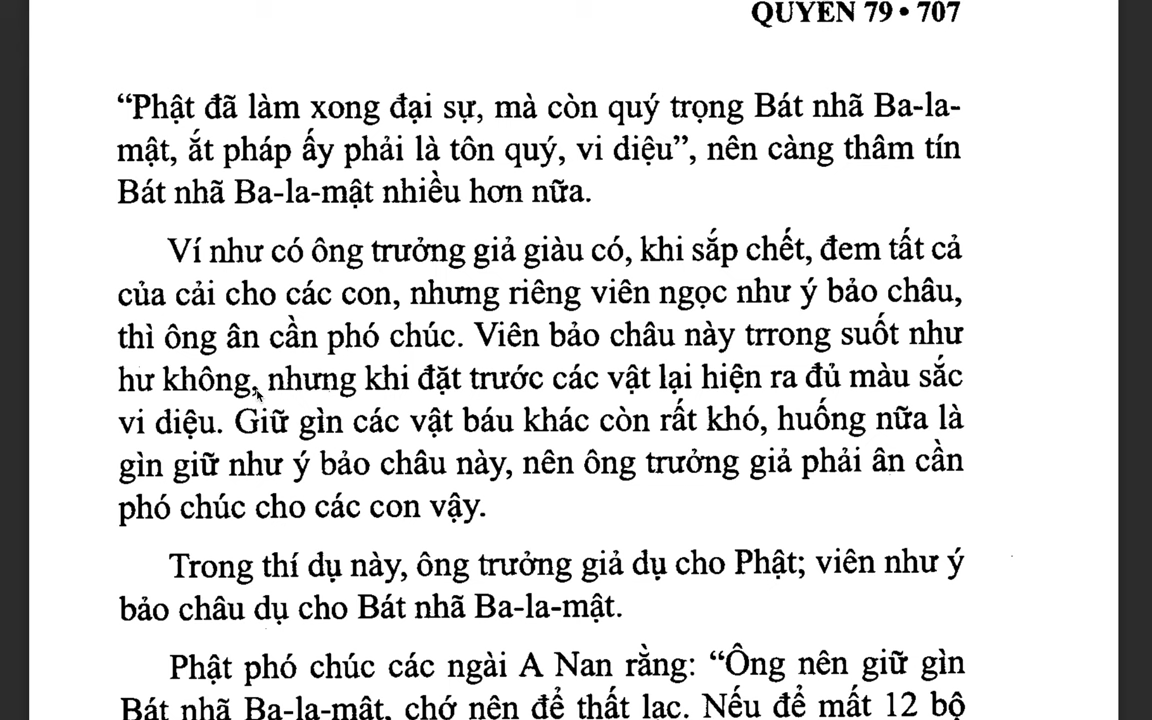 QUYỂN 79 • 707
“Phật đã làm xong đại sự, mà còn quý trọng Bát nhã Ba-la-
mật, ắt pháp ấy phải là tôn quý, vi diệu”, nên càng thâm tín
Bát nhã Ba-la-mật nhiều hơn nữa.
Ví như có ông trưởng giả giàu có, khi sắp chết, đem tất cả
của cải cho các con, nhưng riêng viên ngọc như ý bảo châu,
thì ông ân cần phó chúc. Viên bảo châu này trrong suốt như
hư không, nhưng khi đặt trước các vật lại hiện ra đủ màu sắc
vi diệu. Giữ gìn các vật báu khác còn rất khó, huống nữa là
gìn giữ như ý bảo châu này, nên ông trưởng giả phải ân cần
phó chúc cho các con vậy.
Trong thí dụ này, ông trưởng giả dụ cho Phật; viên như ý
bảo châu dụ cho Bát nhã Ba-la-mật.
Phật phó chúc các ngài A Nan rằng: “Ông nên giữ gìn
Bát nhã Ba-la-mật, chớ nên để thất lạc. Nếu để mất 12 bộ